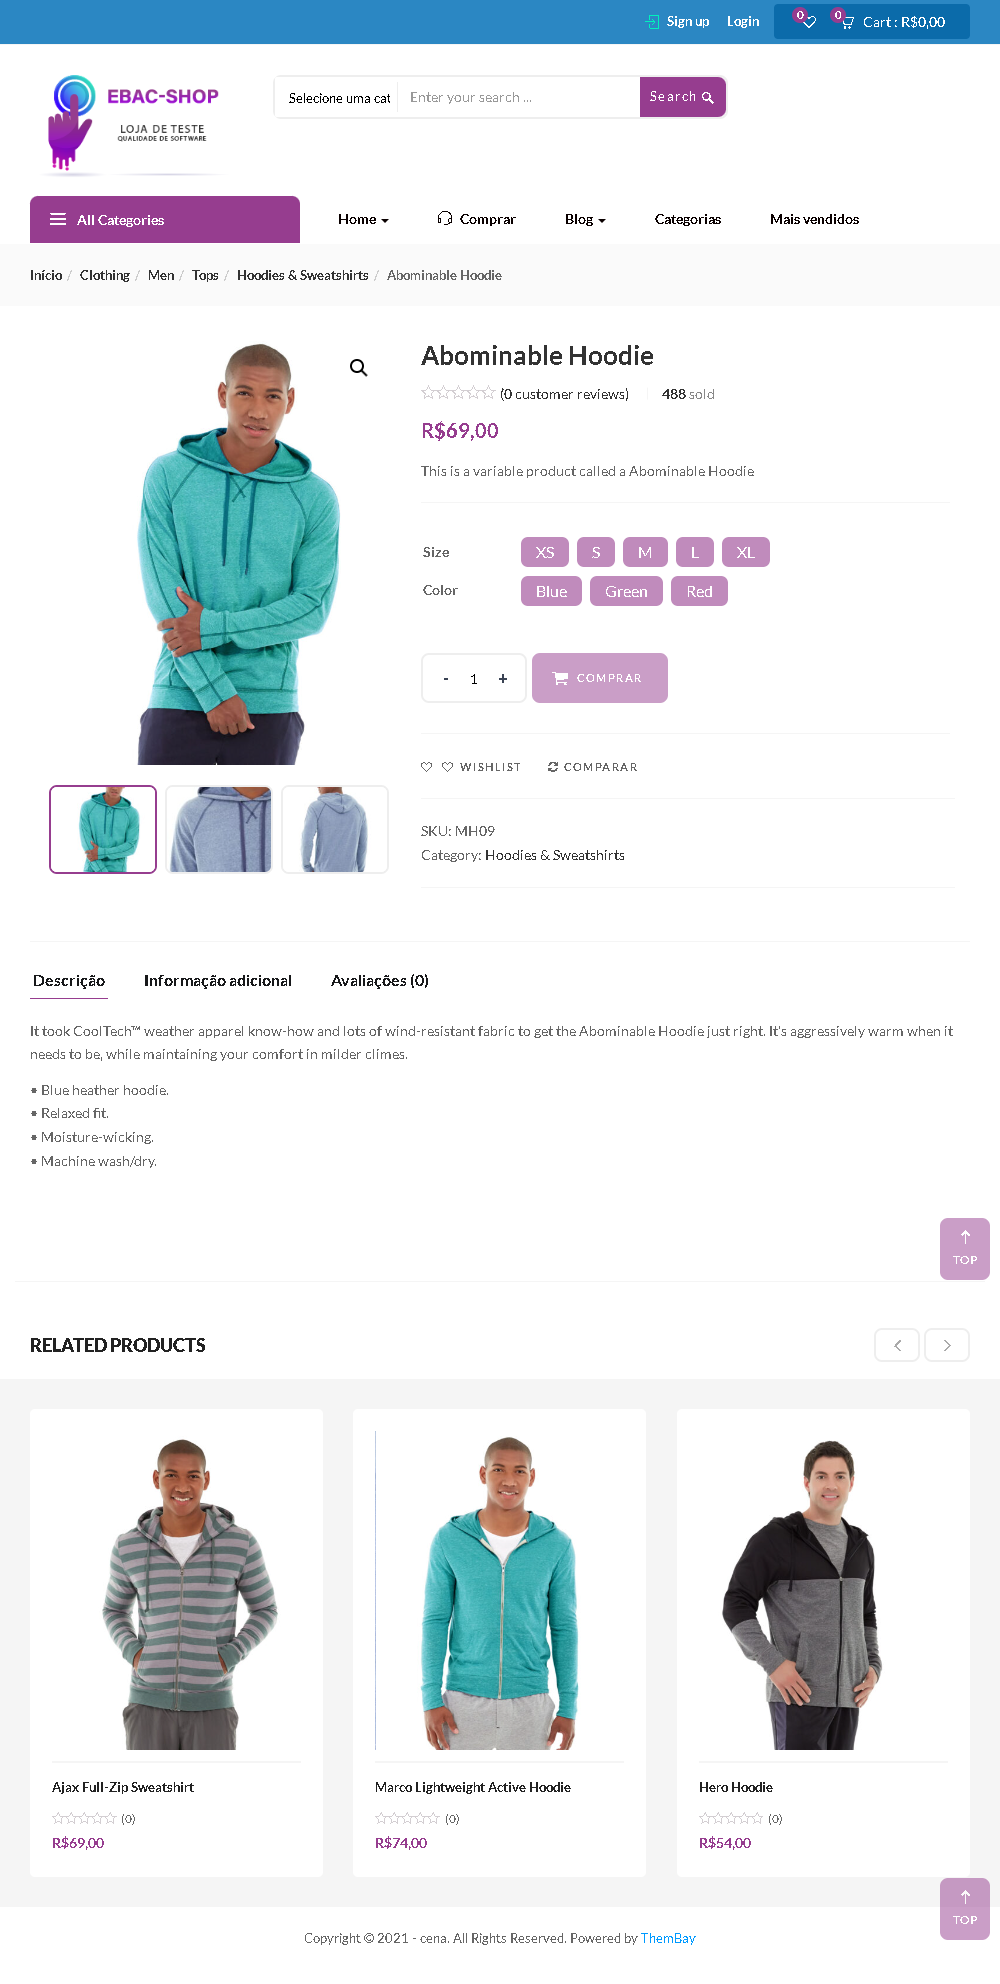 Sign up Login 0 0 Cart : R$0,00
EBAC-SHOP
LOJA DE TESTE
QUALIDADE DE SOFTWARE
Selecione uma cat Enter your search ... Search
All Categories Home Comprar Blog Categorias Mais vendidos
Início / Clothing / Men / Tops / Hoodies & Sweatshirts / Abominable Hoodie
Abominable Hoodie
(0 customer reviews) 488 sold
R$69,00
This is a variable product called a Abominable Hoodie
Size XS S M L XL
Color Blue Green Red
- 1 + COMPRAR
WISHLIST COMPARAR
SKU: MH09
Category: Hoodies & Sweatshirts
Descrição Informação adicional Avaliações (0)
It took CoolTech™ weather apparel know-how and lots of wind-resistant fabric to get the Abominable Hoodie just right. It's aggressively warm when it
needs to be, while maintaining your comfort in milder climes.
• Blue heather hoodie.
• Relaxed fit.
• Moisture-wicking.
• Machine wash/dry.
TOP
RELATED PRODUCTS
Ajax Full-Zip Sweatshirt Marco Lightweight Active Hoodie Hero Hoodie
(0) (0) (0)
R$69,00 R$74,00 R$54,00
TOP
Copyright © 2021 - cena. All Rights Reserved. Powered by ThemBay